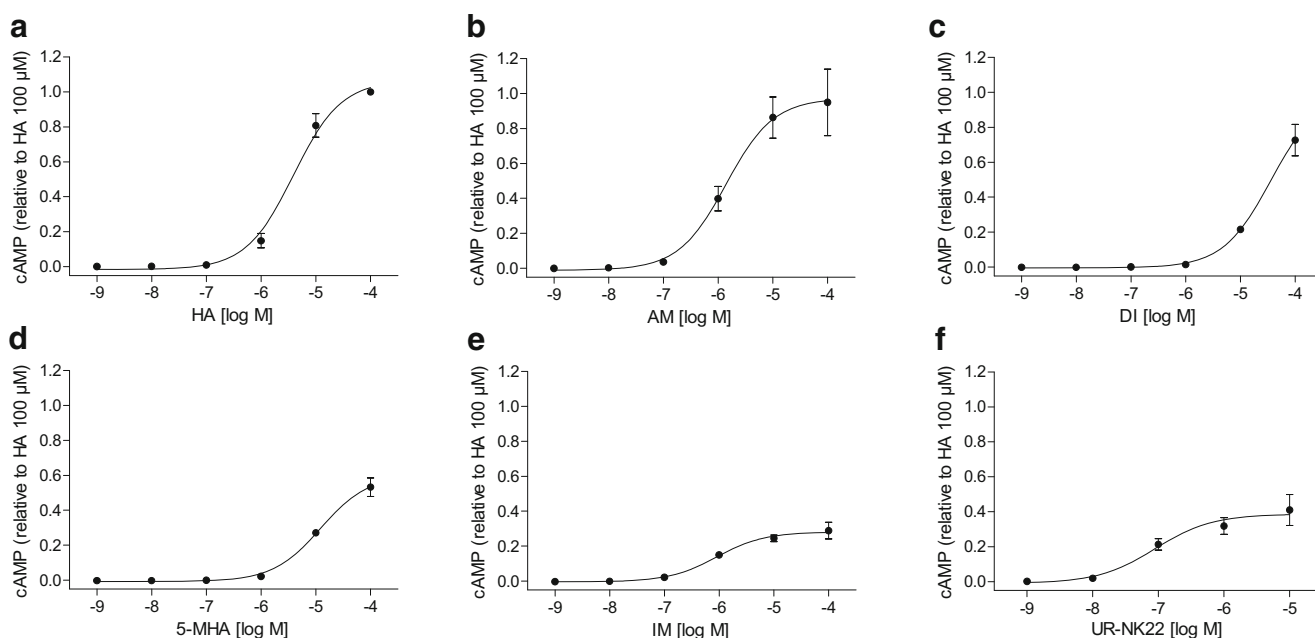 a
b
c
cAMP (relative to HA 100 µM)
1.2
1.0
0.8
0.6
0.4
0.2
0.0
-9 -8 -7 -6 -5 -4
HA [log M]
cAMP (relative to HA 100 µM)
1.2
1.0
0.8
0.6
0.4
0.2
0.0
-9 -8 -7 -6 -5 -4
AM [log M]
cAMP (relative to HA 100 µM)
1.2
1.0
0.8
0.6
0.4
0.2
0.0
-9 -8 -7 -6 -5 -4
DI [log M]
d
e
f
cAMP (relative to HA 100 µM)
1.2
1.0
0.8
0.6
0.4
0.2
0.0
-9 -8 -7 -6 -5 -4
5-MHA [log M]
cAMP (relative to HA 100 µM)
1.2
1.0
0.8
0.6
0.4
0.2
0.0
-9 -8 -7 -6 -5 -4
IM [log M]
cAMP (relative to HA 100 µM)
1.2
1.0
0.8
0.6
0.4
0.2
0.0
-9 -8 -7 -6 -5
UR-NK22 [log M]